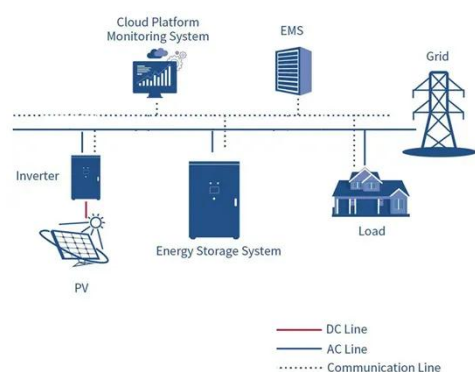 Cloud Platform
Monitoring System
EMS
Grid
Inverter
Energy Storage System
Load
PV
DC Line
AC Line
Communication Line